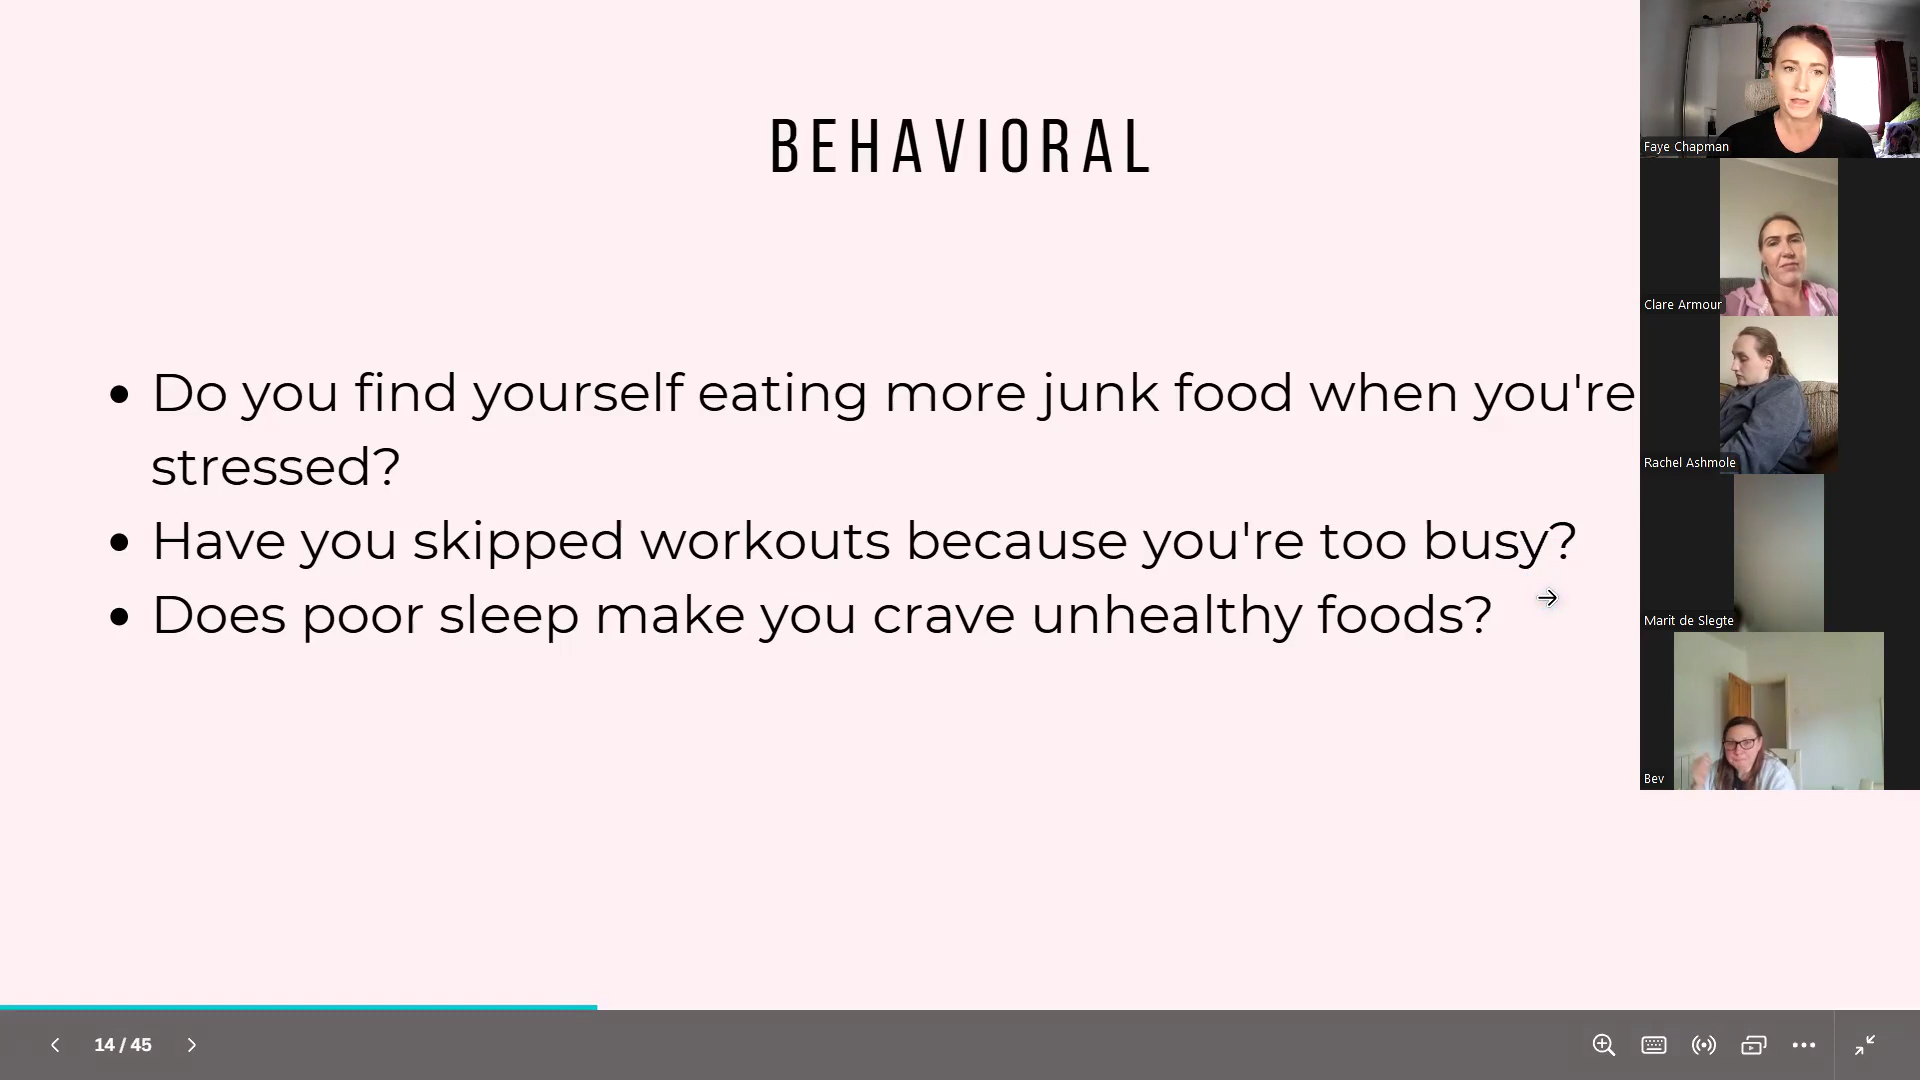 BEHAVIORAL
• Do you find yourself eating more junk food when you're
stressed?
• Have you skipped workouts because you're too busy?
• Does poor sleep make you crave unhealthy foods?
Faye Chapman
Clare Armour
Rachel Ashmole
Marit de Slegte
Bev
14 / 45